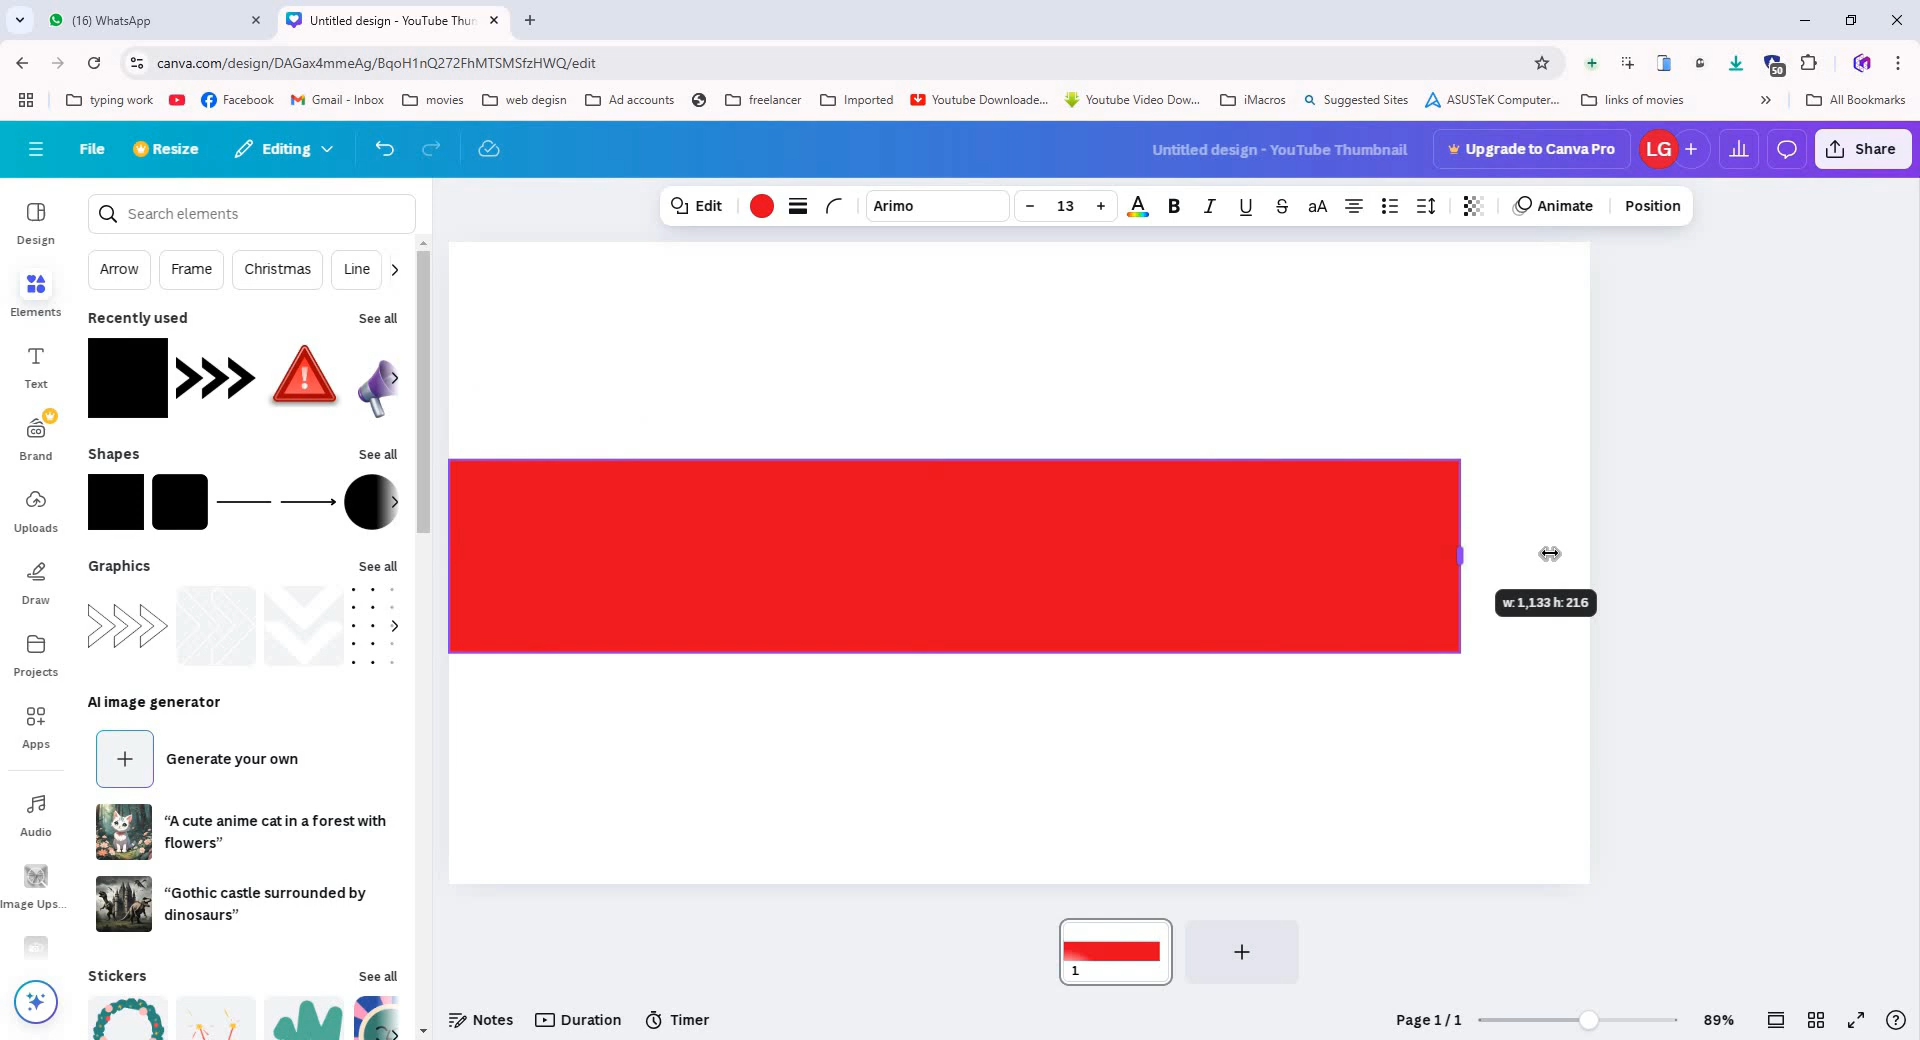 (16) WhatsApp
Untitled design - YouTube Thun
canva.com/design/DAGax4mmeAg/BqoH1nQ272FhMTSMSfzHWQ/edit
50
typing work
Facebook
Gmail - Inbox
movies
web degisn
Ad accounts
freelancer
Imported
Youtube Downloade...
Youtube Video Dow...
iMacros
Suggested Sites
ASUSTeK Computer...
links of movies
»
All Bookmarks
File
Resize
Editing
Untitled design - YouTube Thumbnail
Upgrade to Canva Pro
LG
+
Share
Design
Elements
Text
Brand
Uploads
Draw
Projects
Apps
Audio
Image Ups...
Search elements
Arrow
Frame
Christmas
Line
Recently used
See all
Shapes
See all
Graphics
See all
AI image generator
Generate your own
“A cute anime cat in a forest with
flowers”
“Gothic castle surrounded by
dinosaurs”
Stickers
See all
Edit
Arimo
– 13 +
A
B
I
U
S
aA
Animate
Position
w: 1,133 h: 216
1
Notes
Duration
Timer
Page 1 / 1
89%